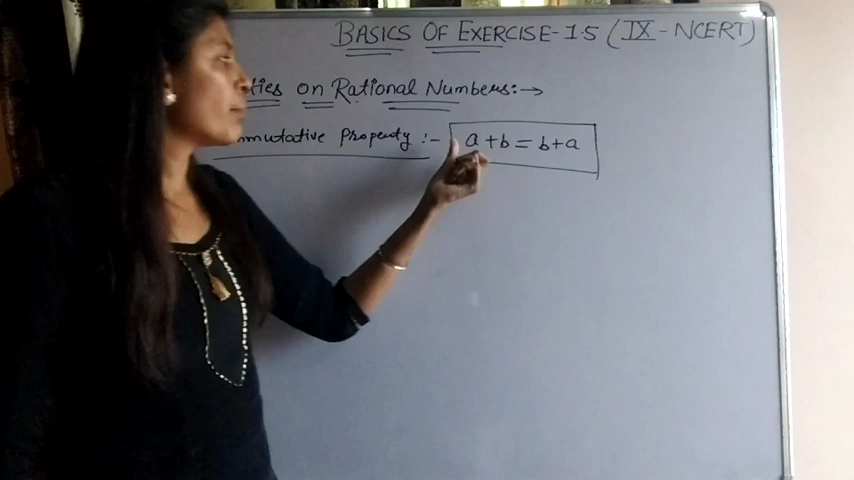 BASICS OF EXERCISE-1.5 (IX - NCERT)
on Rational Numbers:→
Property :- a+b=b+a